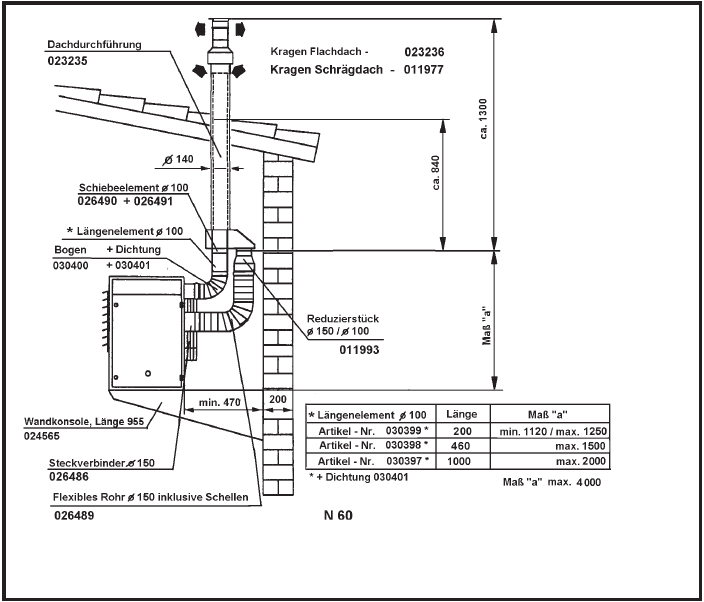 Dachdurchführung
023235
Kragen Flachdach - 023236
Kragen Schrägdach - 011977
ca. 1300
ca. 840
ø 140
Schiebeelement ø 100
026490 + 026491
* Längenelement ø 100
Bogen + Dichtung
030400 + 030401
Reduzierstück
ø 150 / ø 100
011993
Maß "a"
min. 470
200
Wandkonsole, Länge 955
024565
Steckverbinder ø 150
026486
Flexibles Rohr ø 150 inklusive Schellen
026489
* Längenelement ø 100 Länge Maß "a"
Artikel - Nr. 030399 * 200 min. 1120 / max. 1250
Artikel - Nr. 030398 * 460 max. 1500
Artikel - Nr. 030397 * 1000 max. 2000
* + Dichtung 030401
Maß "a" max. 4000
N 60